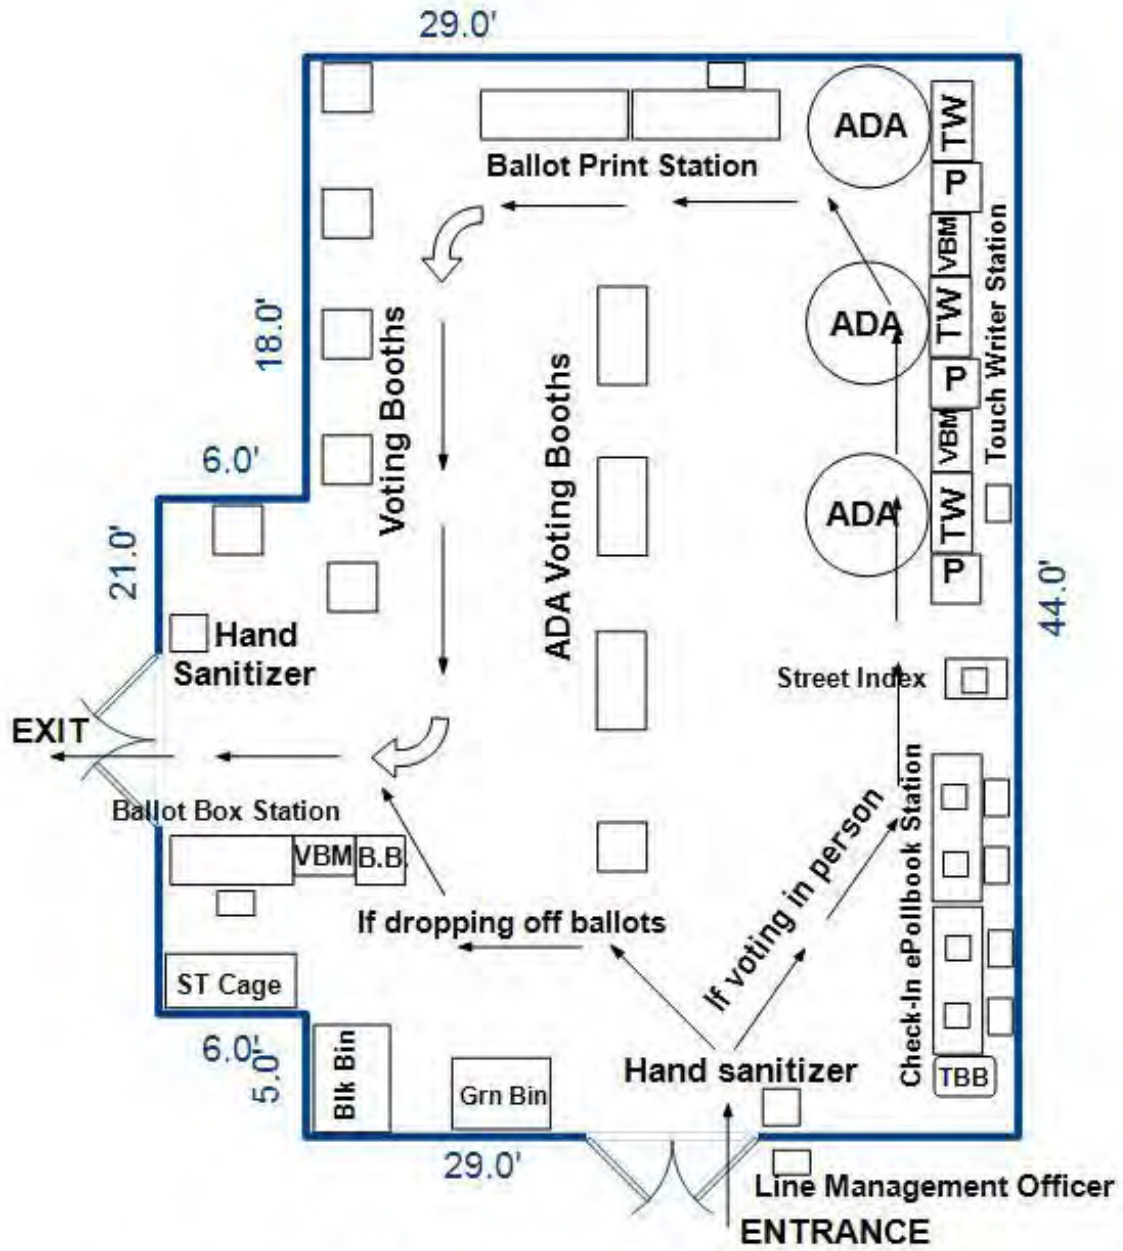 29.0'
ADA
TW
Ballot Print Station
P
VBM
Touch Writer Station
18.0'
Voting Booths
ADA
TW
ADA Voting Booths
P
VBM
6.0'
21.0'
ADA
TW
P
44.0'
Hand
Sanitizer
Street Index
EXIT
Ballot Box Station
VBM
B.B.
Check-In ePollbook Station
If voting in person
If dropping off ballots
ST Cage
6.0'
5.0'
Blk Bin
Grn Bin
Hand sanitizer
TBB
29.0'
Line Management Officer
ENTRANCE